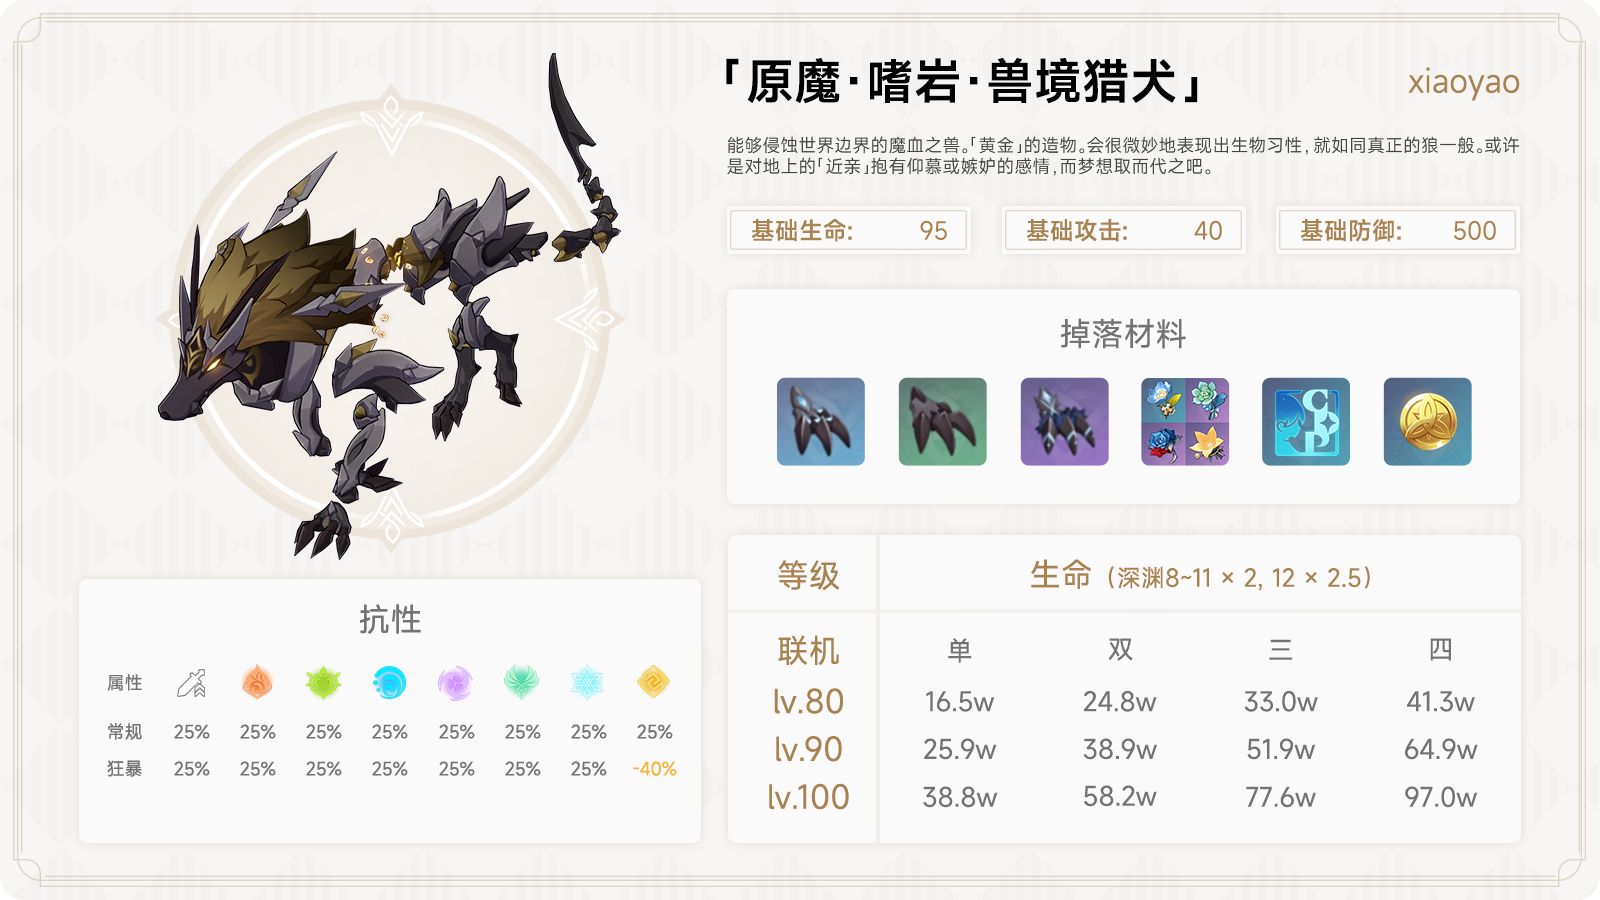 「原魔·嗜岩·兽境猎犬」
xiaoyao
能够侵蚀世界边界的魔血之兽。「黄金」的造物。会很微妙地表现出生物习性，就如同真正的狼一般。或许
是对地上的「近亲」抱有仰慕或嫉妒的感情，而梦想取而代之吧。
基础生命: 95
基础攻击: 40
基础防御: 500
掉落材料
抗性
属性
常规 25% 25% 25% 25% 25% 25% 25% 25%
狂暴 25% 25% 25% 25% 25% 25% 25% -40%
等级 生命（深渊8~11 × 2, 12 × 2.5）
联机 单 双 三 四
lv.80 16.5w 24.8w 33.0w 41.3w
lv.90 25.9w 38.9w 51.9w 64.9w
lv.100 38.8w 58.2w 77.6w 97.0w